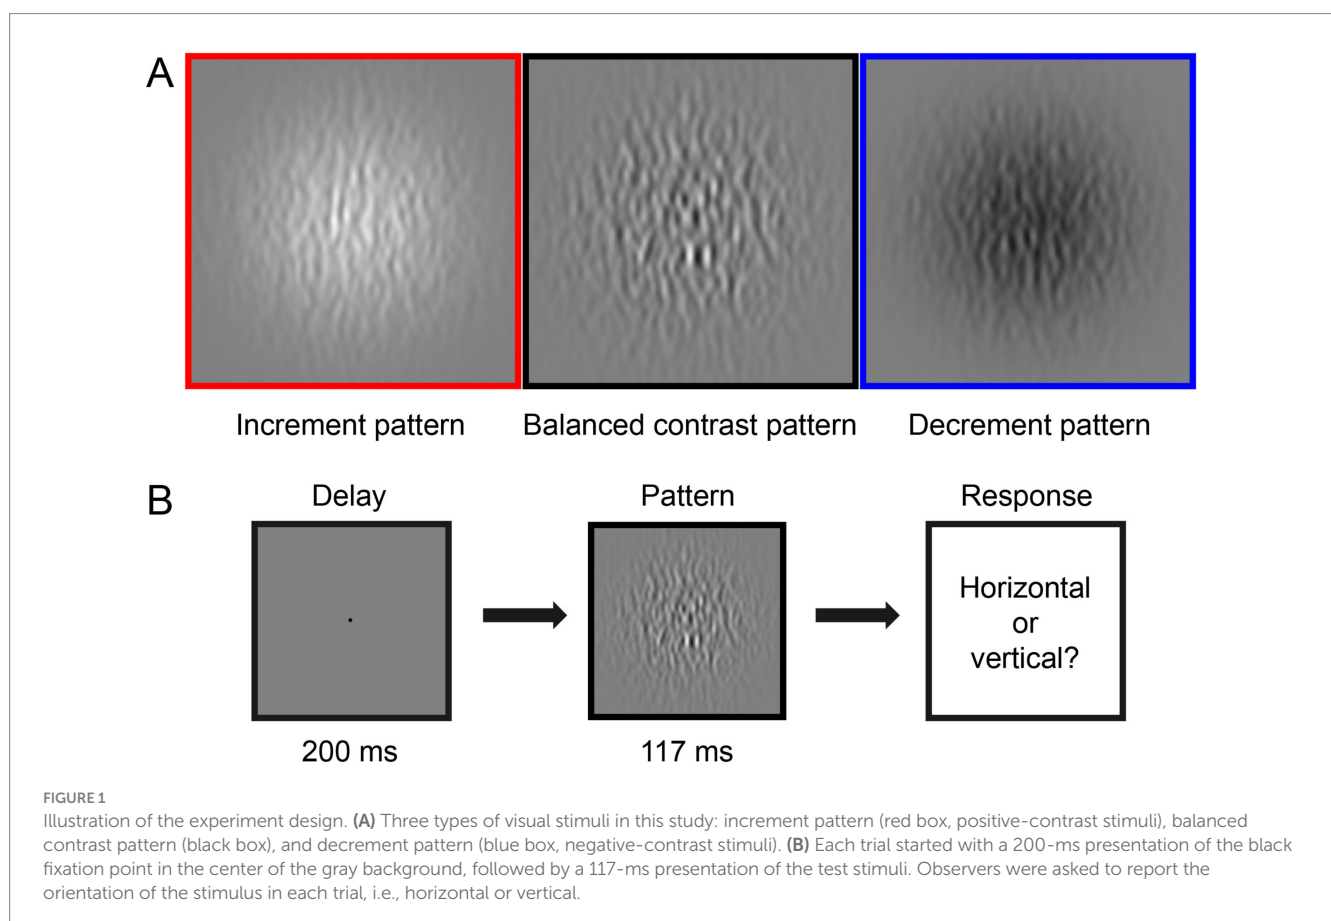 A
Increment pattern Balanced contrast pattern Decrement pattern
B
Delay Pattern Response
Horizontal
or
vertical?
200 ms 117 ms
FIGURE 1
Illustration of the experiment design. (A) Three types of visual stimuli in this study: increment pattern (red box, positive-contrast stimuli), balanced
contrast pattern (black box), and decrement pattern (blue box, negative-contrast stimuli). (B) Each trial started with a 200-ms presentation of the black
fixation point in the center of the gray background, followed by a 117-ms presentation of the test stimuli. Observers were asked to report the
orientation of the stimulus in each trial, i.e., horizontal or vertical.